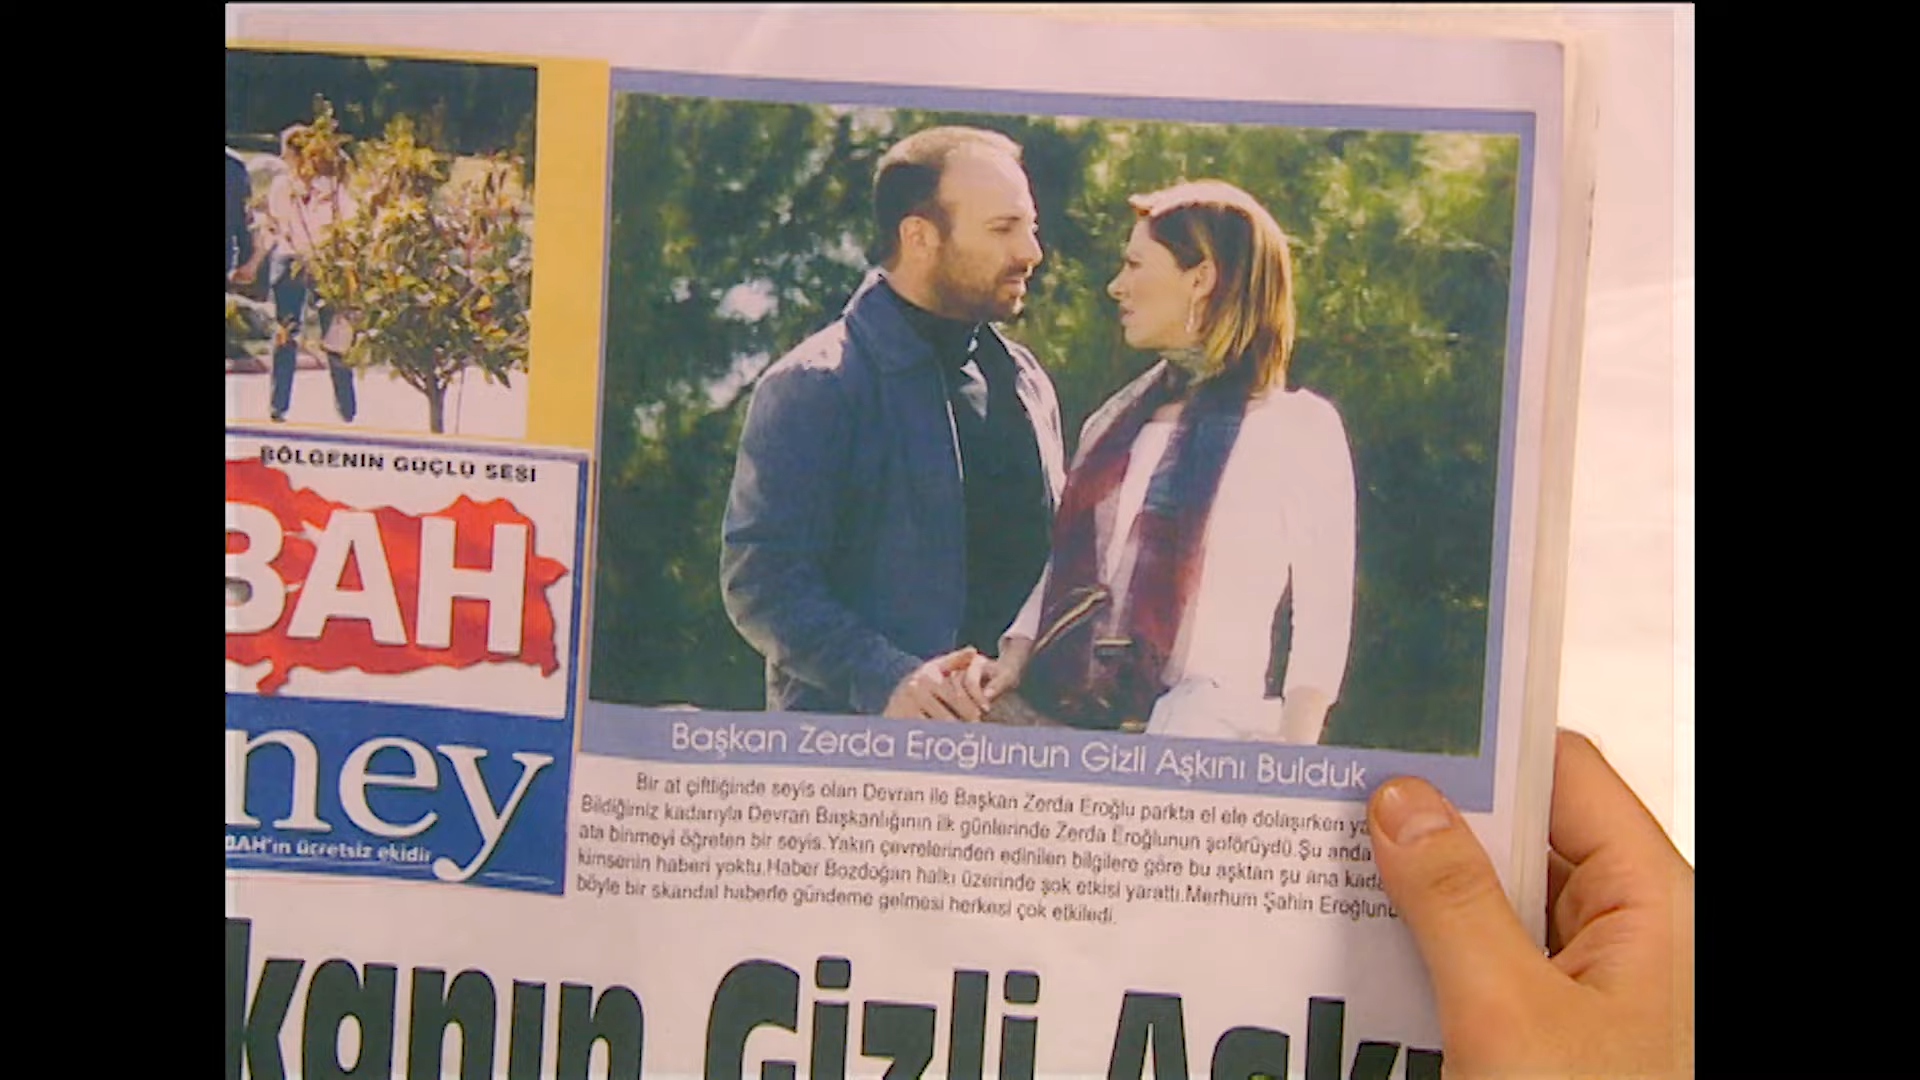 BÖLGENİN GÜÇLÜ SESİ
BAH
ney
BAH'ın ücretsiz ekidir
Başkan Zerda Eroğlunun Gizli Aşkını Bulduk
Bir at çiftliğinde seyis olan Devran ile Başkan Zerda Eroğlu parkta el ele dolaşırken
Bildiğimiz kadarıyla Devran Başkanlığının ilk günlerinde Zerda Eroğlunun şoförüydü.Şu anda
ata binmeyi öğreten bir seyis.Yakın çevrelerinden edinilen bilgilere göre bu aşktan şu ana
kimsenin haberi yoktu.Haber Bozdoğan halkı üzerinde şok etkisi yarattı.Merhum Şahin
böyle bir skandal haberle gündeme gelmesi herkesi çok etkiledi.
kanın Gizli